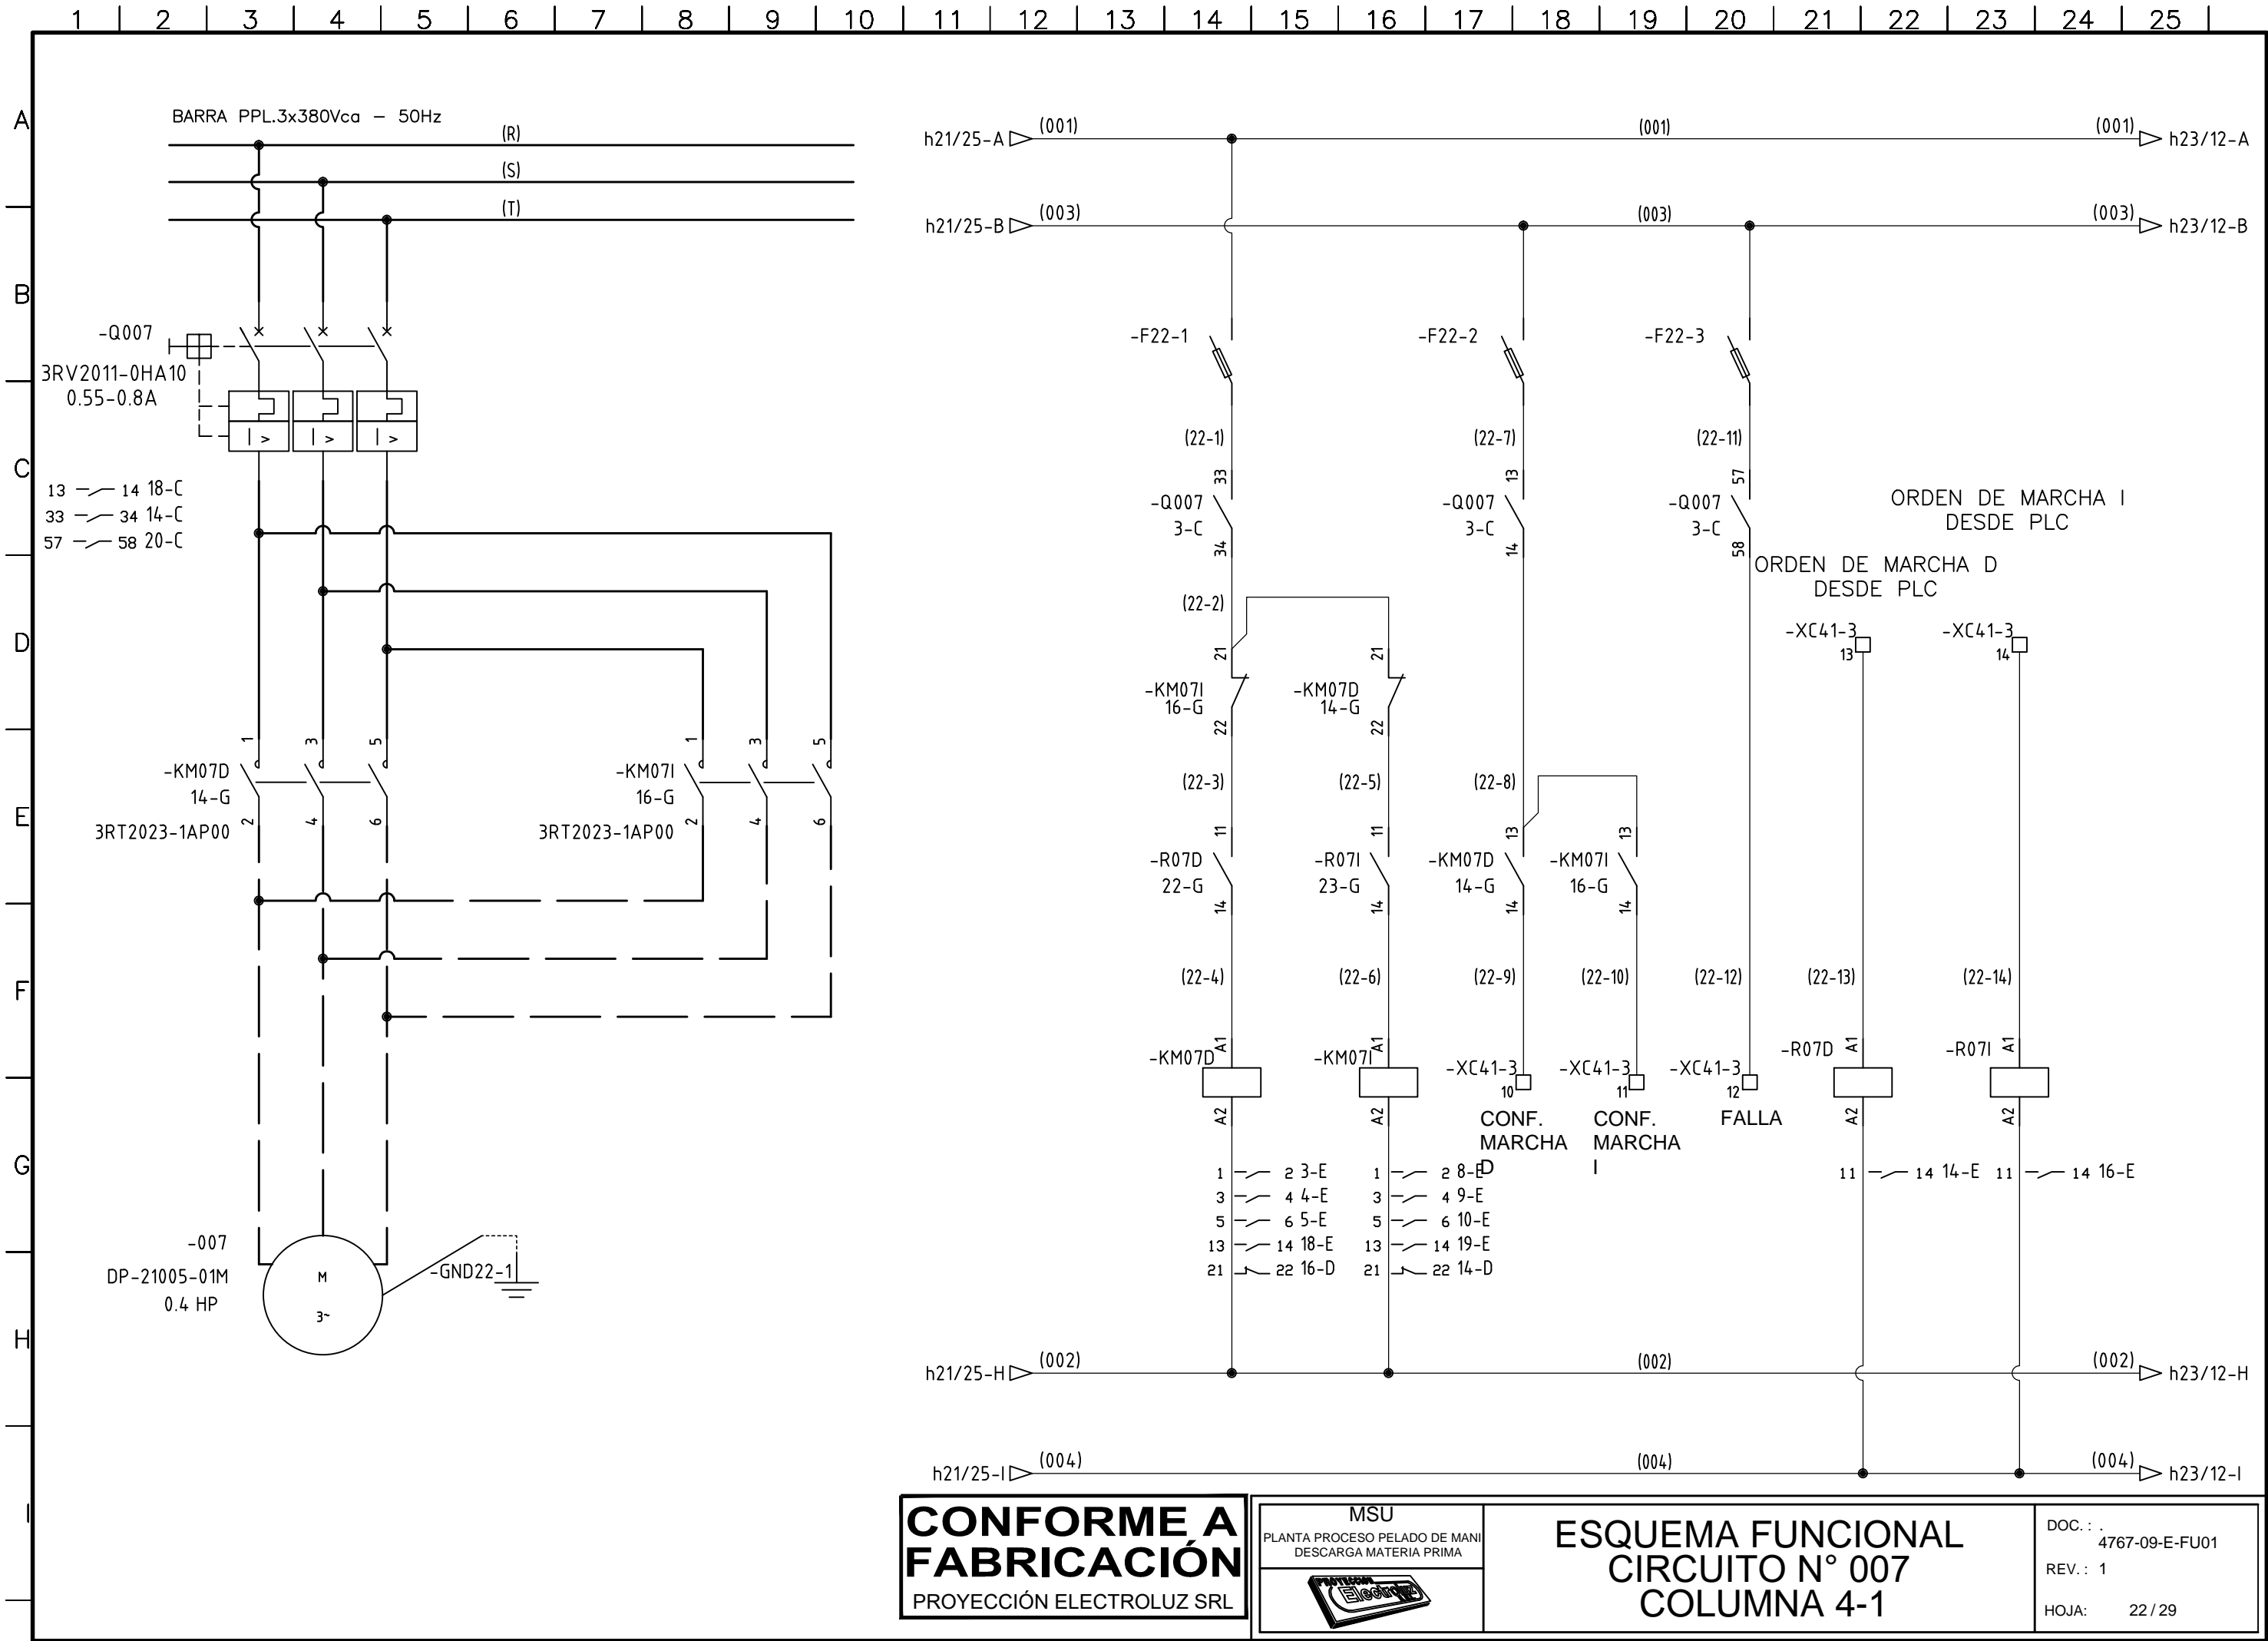 1 2 3 4 5 6 7 8 9 10 11 12 13 14 15 16 17 18 19 20 21 22 23 24 25
A
B
C
D
E
F
G
H
I
BARRA PPL.3x380Vca - 50Hz
(R)
(S)
(T)
-Q007
3RV2011-0HA10
0.55-0.8A
I >
I >
I >
13 14 18-C
33 34 14-C
57 58 20-C
1 3 5
-KM07D
14-G
3RT2023-1AP00
2 4 6
1 3 5
-KM07I
16-G
3RT2023-1AP00
2 4 6
-007
DP-21005-01M
0.4 HP
M
3~
-GND22-1
h21/25-A (001) (001) (001) h23/12-A
h21/25-B (003) (003) (003) h23/12-B
-F22-1
(22-1)
33
-Q007
3-C
34
(22-2)
21
-KM07I
16-G
22
(22-3)
11
-R07D
22-G
14
(22-4)
-KM07D
A1
A2
1 2 3-E
3 4 4-E
5 6 5-E
13 14 18-E
21 22 16-D
21
-KM07D
14-G
22
(22-5)
11
-R07I
23-G
14
(22-6)
-KM07I
A1
A2
1 2 8-E
3 4 9-E
5 6 10-E
13 14 19-E
21 22 14-D
-F22-2
(22-7)
13
-Q007
3-C
14
(22-8)
13
-KM07D
14-G
14
(22-9)
-XC41-3
10
CONF.
MARCHA
D
13
-KM07I
16-G
14
(22-10)
-XC41-3
11
CONF.
MARCHA
I
-F22-3
(22-11)
57
-Q007
3-C
58
(22-12)
-XC41-3
12
FALLA
ORDEN DE MARCHA D
DESDE PLC
-XC41-3
13
(22-13)
-R07D
A1
A2
11 14 14-E
ORDEN DE MARCHA I
DESDE PLC
-XC41-3
14
(22-14)
-R07I
A1
A2
11 14 16-E
h21/25-H (002) (002) (002) h23/12-H
h21/25-I (004) (004) (004) h23/12-I
CONFORME A
FABRICACIÓN
PROYECCIÓN ELECTROLUZ SRL
MSU
PLANTA PROCESO PELADO DE MANI
DESCARGA MATERIA PRIMA
PROYECCION
Electroluz
ESQUEMA FUNCIONAL
CIRCUITO N° 007
COLUMNA 4-1
DOC. : .
4767-09-E-FU01
REV. : 1
HOJA: 22 / 29